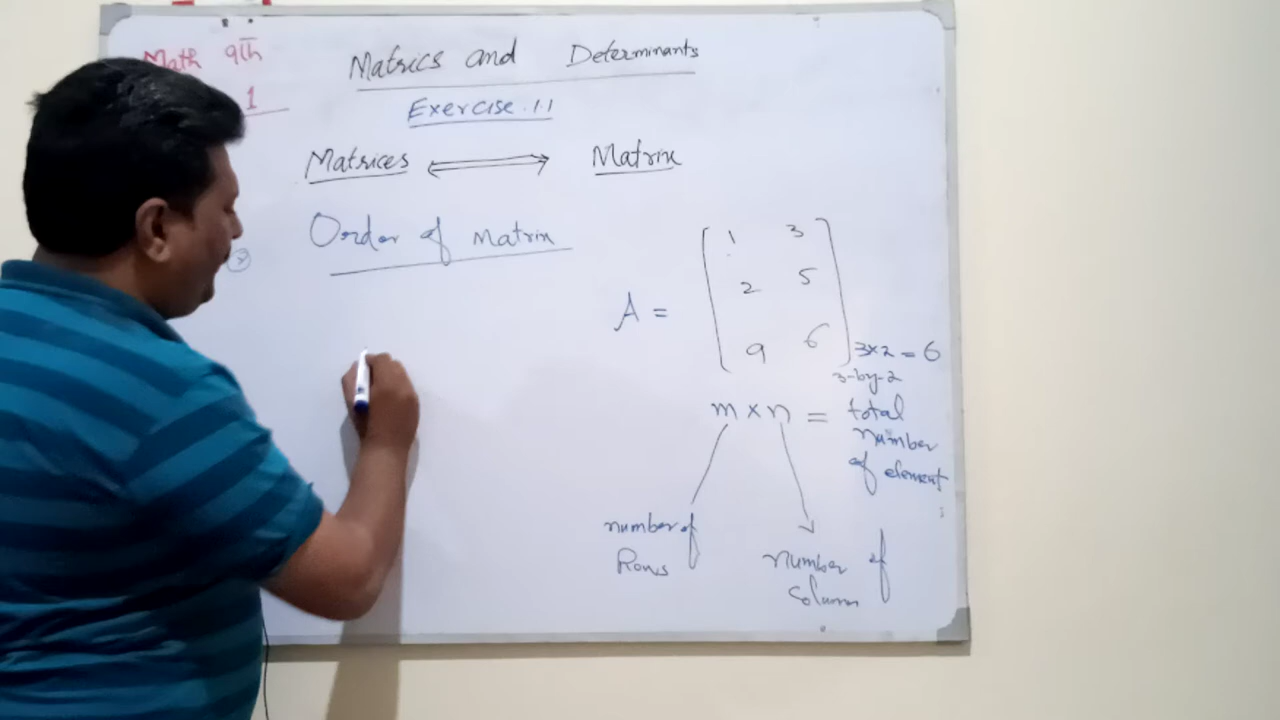 Math 9th
1
Matrics and Determinants
Exercise 1.1
Matrices ⟷ Matrix
Order of Matrix
A =
1 3
2 5
9 6
3×2 = 6
3-by-2
m × n = total
number
of element
number of
Rows
number of
Column